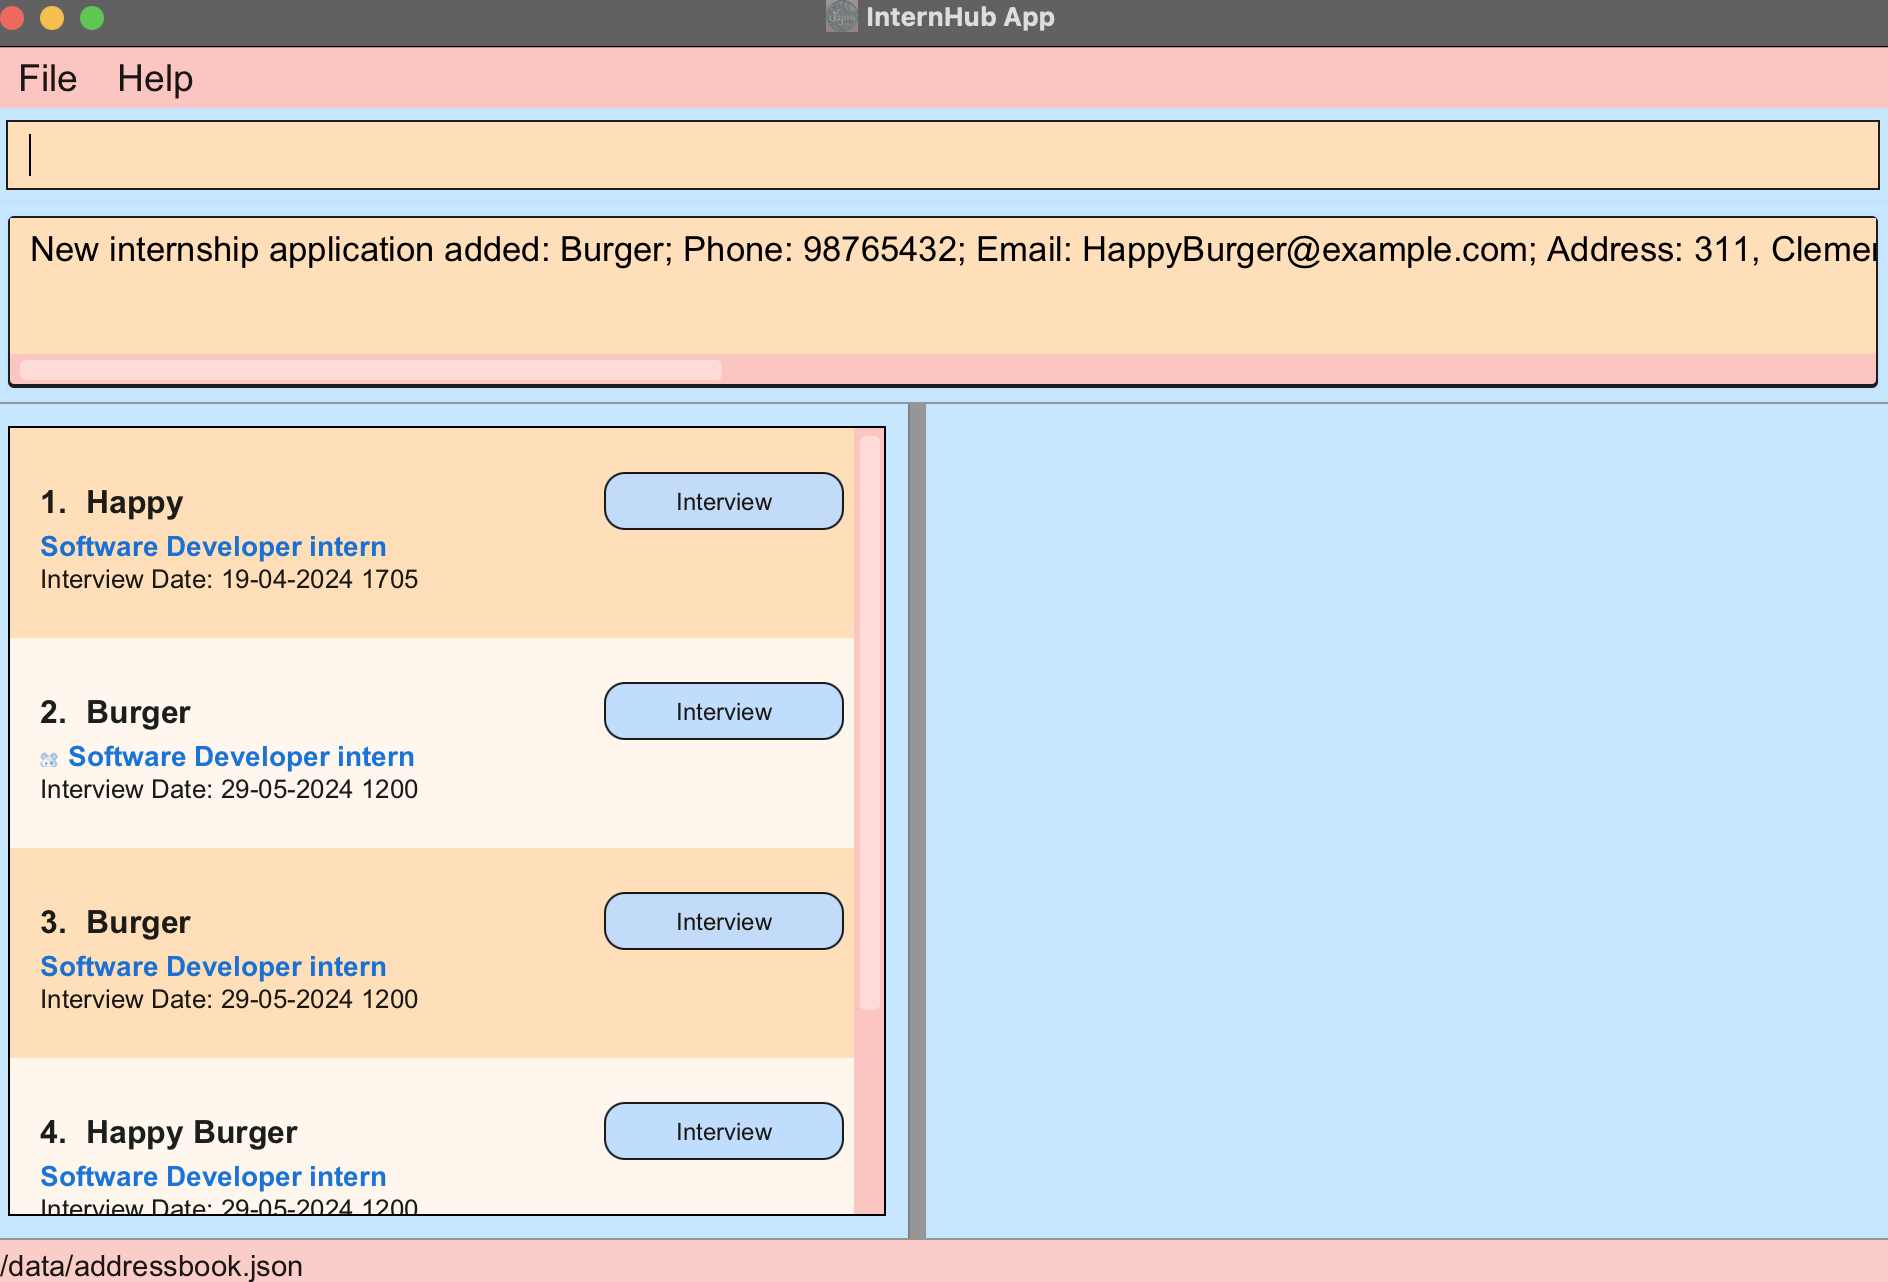 InternHub App
File Help
New internship application added: Burger; Phone: 98765432; Email: HappyBurger@example.com; Address: 311,
1. Happy
Interview
Software Developer intern
Interview Date: 19-04-2024 1705
2. Burger
Interview
Software Developer intern
Interview Date: 29-05-2024 1200
3. Burger
Interview
Software Developer intern
Interview Date: 29-05-2024 1200
4. Happy Burger
Interview
Software Developer intern
Interview Date: 29-05-2024 1200
/data/addressbook.json